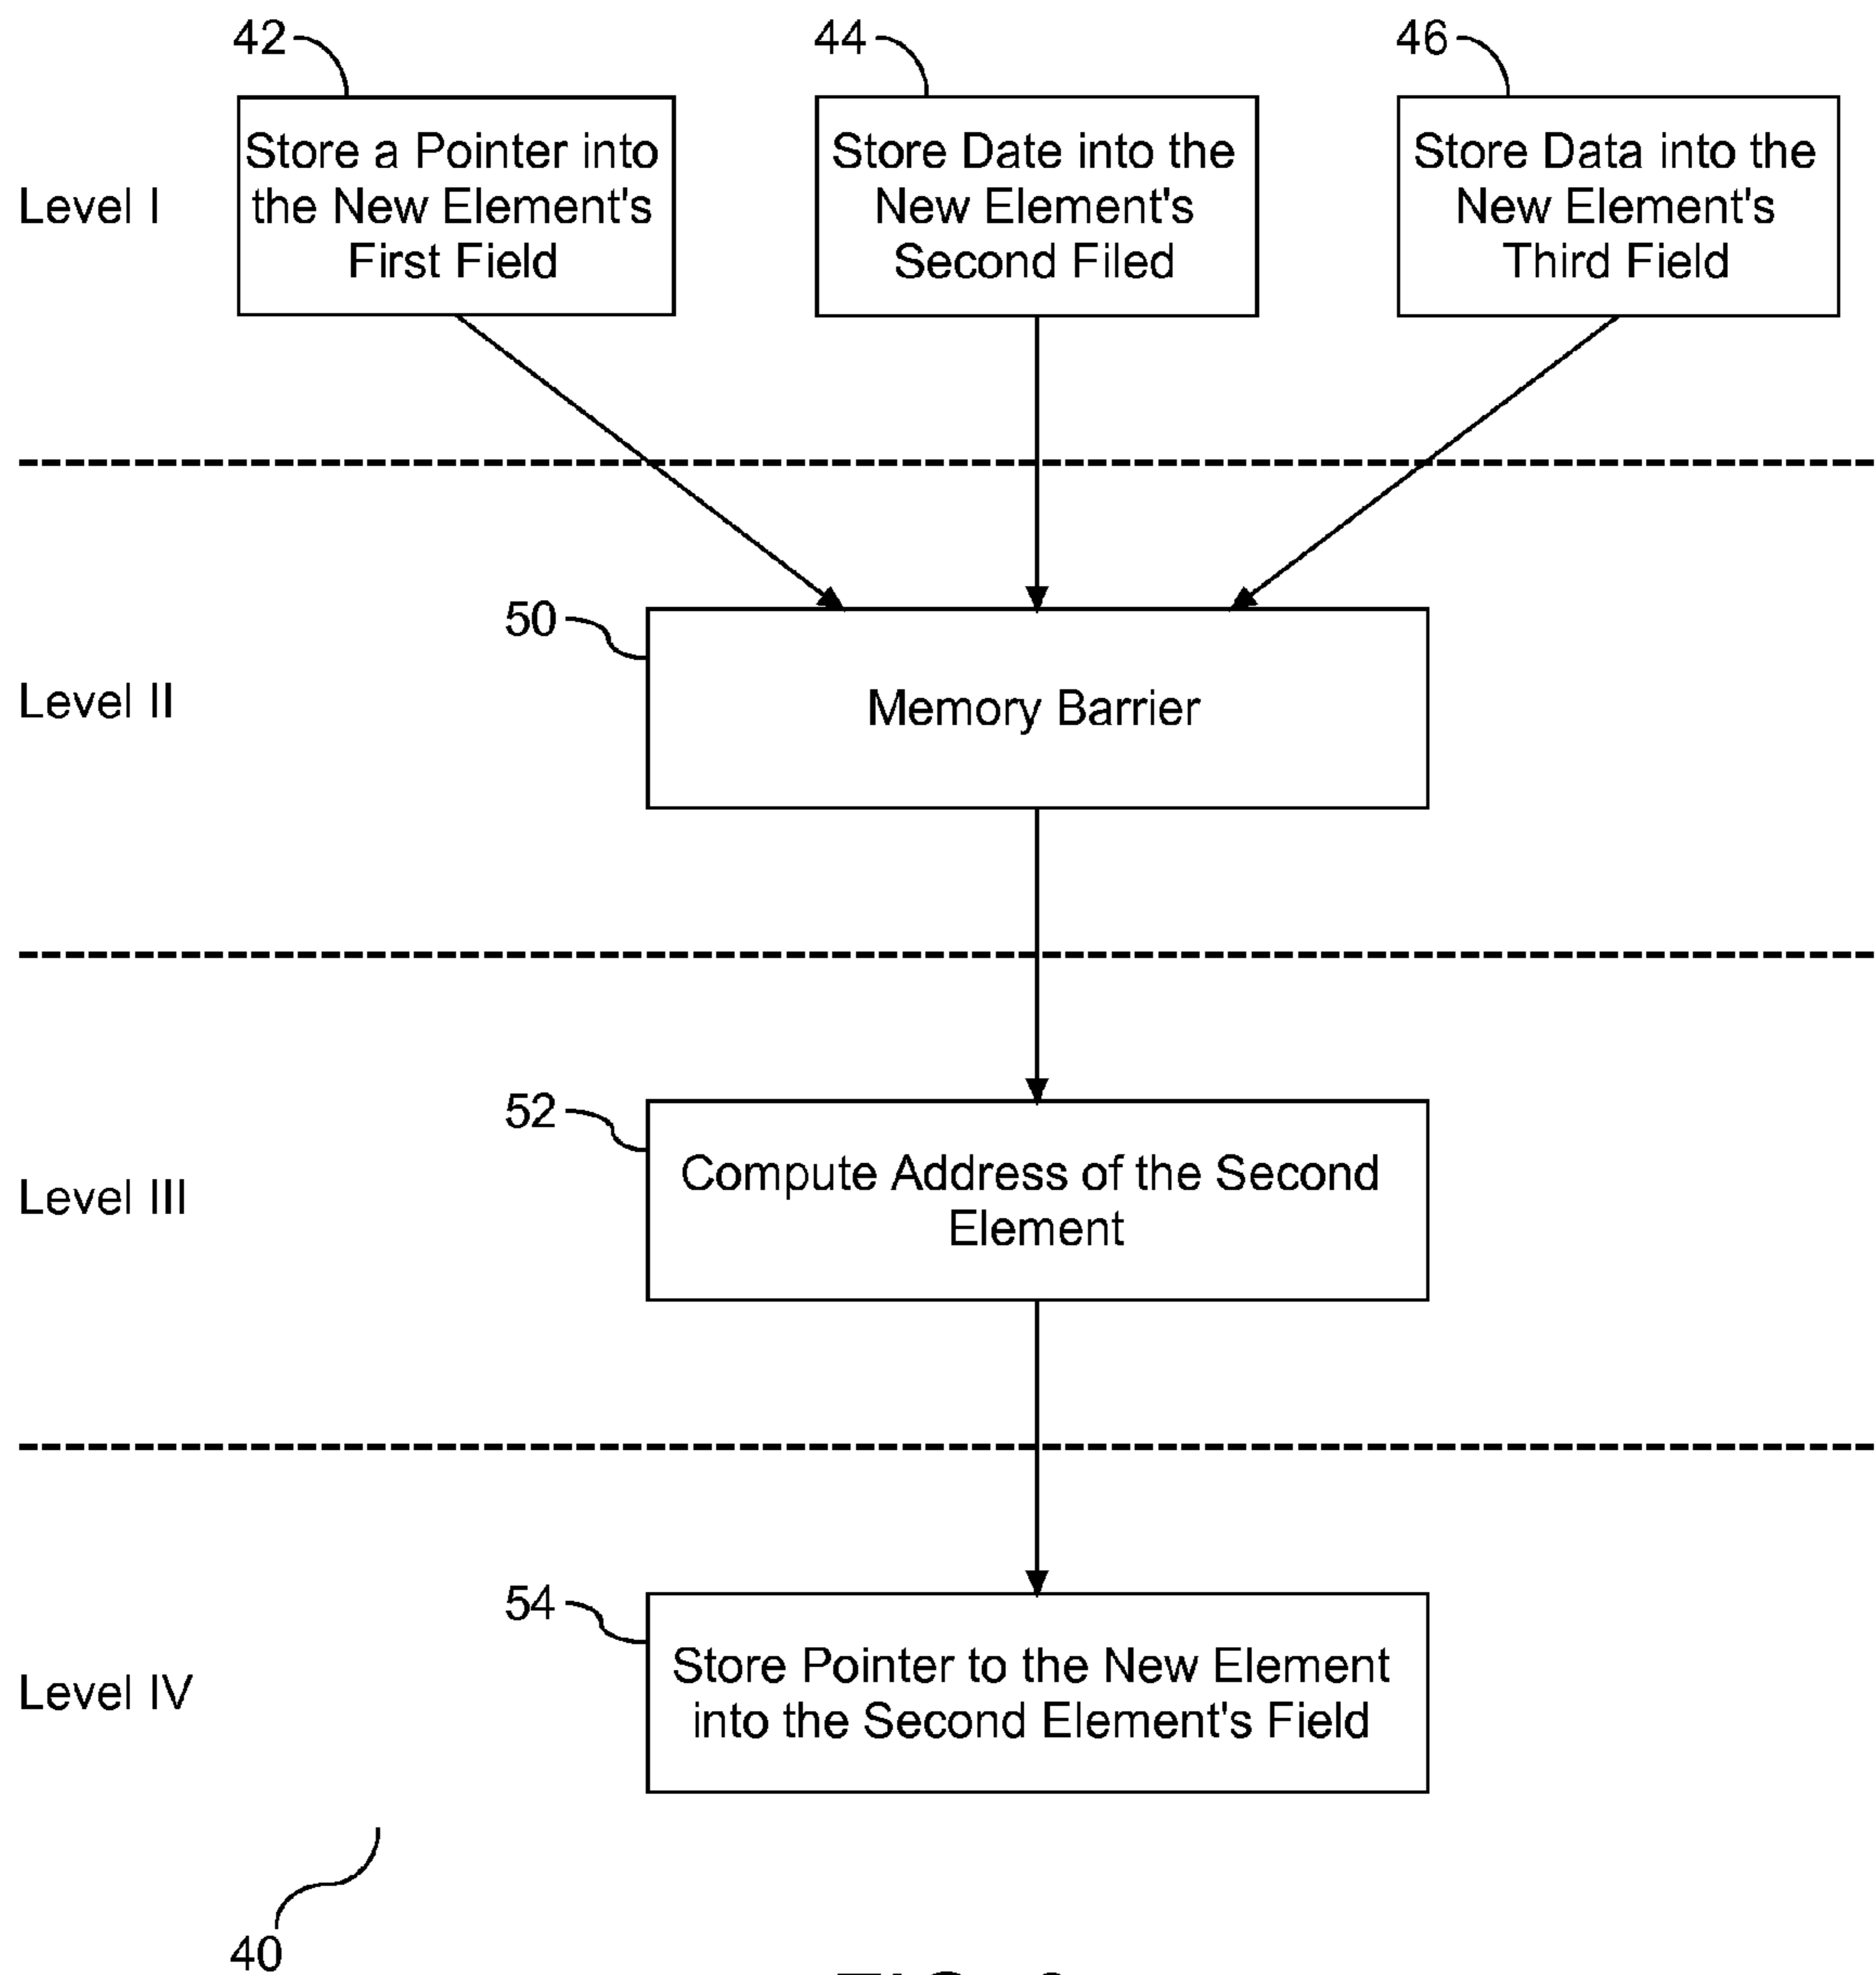 42
44
46
Level I
Store a Pointer into
the New Element's
First Field
Store Date into the
New Element's
Second Filed
Store Data into the
New Element's
Third Field
50
Level II
Memory Barrier
52
Level III
Compute Address of the Second
Element
54
Level IV
Store Pointer to the New Element
into the Second Element's Field
40